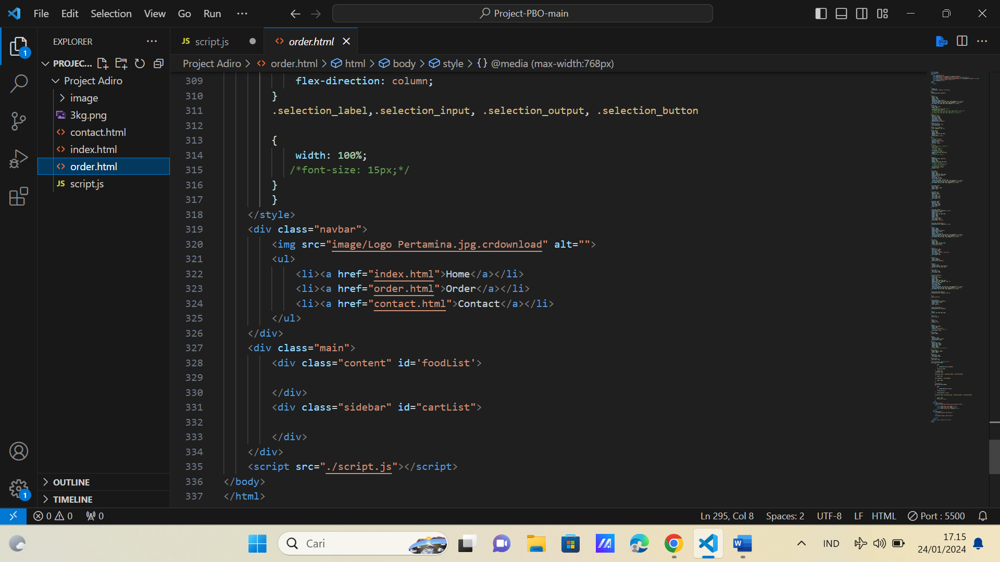 File Edit Selection View Go Run ···
Project-PBO-main
EXPLORER
PROJEC...
Project Adiro
image
3kg.png
contact.html
index.html
order.html
JS script.js
OUTLINE
TIMELINE
JS script.js
<> order.html
Project Adiro > <> order.html > html > body > style > {} @media (max-width:768px)
309 flex-direction: column;
310 }
311 .selection_label,.selection_input, .selection_output, .selection_button
312
313 {
314 width: 100%;
315 /*font-size: 15px;*/
316 }
317 }
318 </style>
319 <div class="navbar">
320 <img src="image/Logo Pertamina.jpg.crdownload" alt="">
321 <ul>
322 <li><a href="index.html">Home</a></li>
323 <li><a href="order.html">Order</a></li>
324 <li><a href="contact.html">Contact</a></li>
325 </ul>
326 </div>
327 <div class="main">
328 <div class="content" id='foodList'>
329
330 </div>
331 <div class="sidebar" id="cartList">
332
333 </div>
334 </div>
335 <script src="./script.js"></script>
336 </body>
337 </html>
1
1
0 0 0
Ln 295, Col 8 Spaces: 2 UTF-8 LF HTML Port : 5500
Cari
IND
17.15
24/01/2024